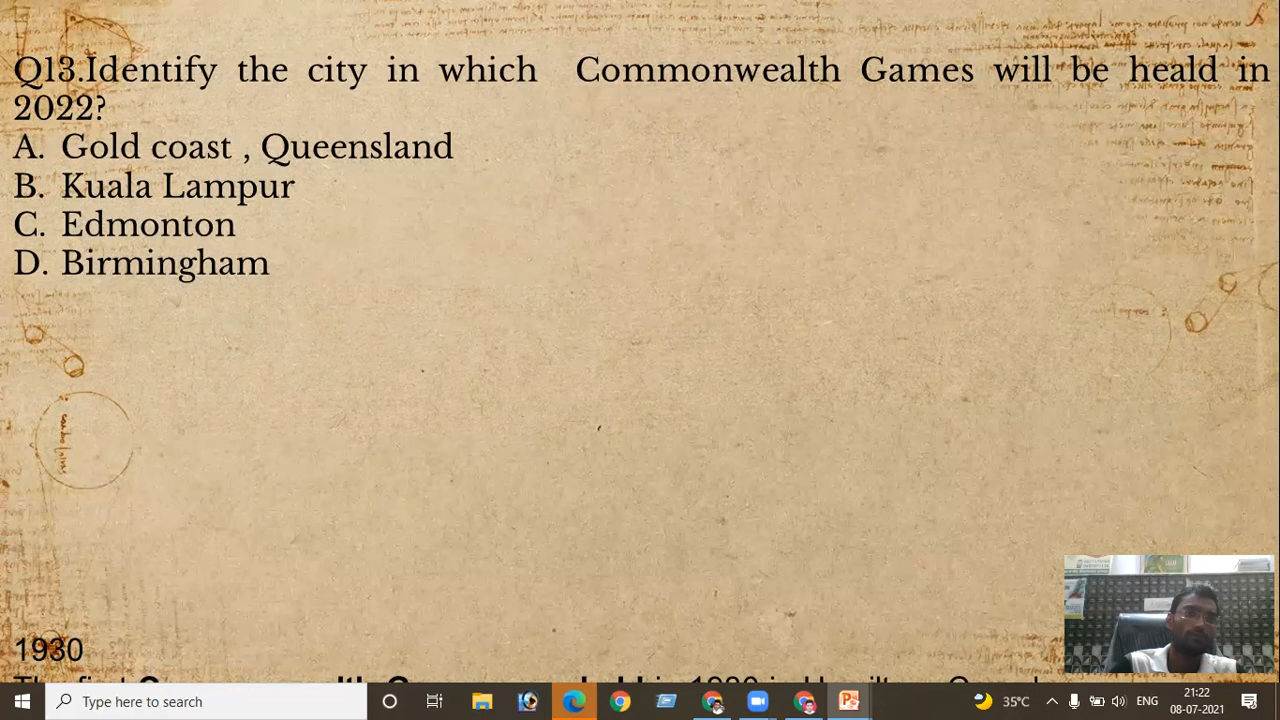 Q13.Identify the city in which Commonwealth Games will be heald in
2022?
A. Gold coast , Queensland
B. Kuala Lampur
C. Edmonton
D. Birmingham
1930
Type here to search
35°C
ENG
21:22
08-07-2021